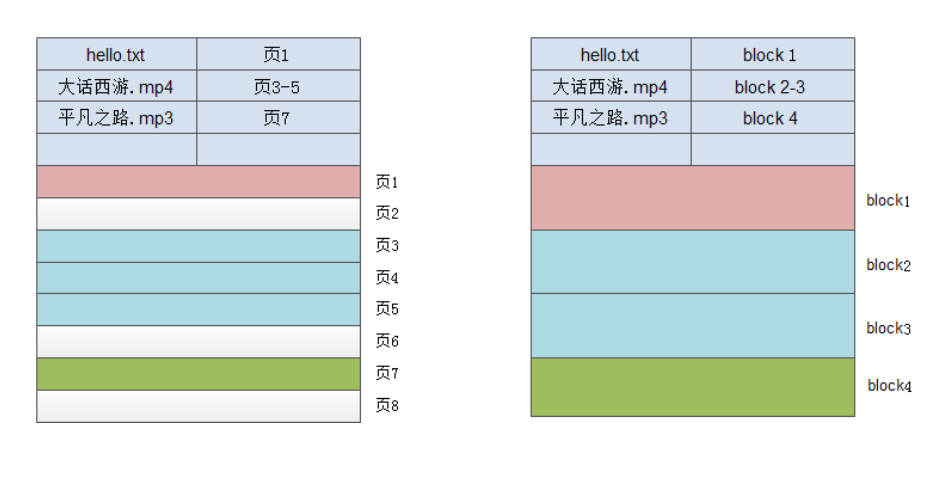 hello.txt 页1
大话西游.mp4 页3-5
平凡之路.mp3 页7
页1
页2
页3
页4
页5
页6
页7
页8
hello.txt block 1
大话西游.mp4 block 2-3
平凡之路.mp3 block 4
block1
block2
block3
block4